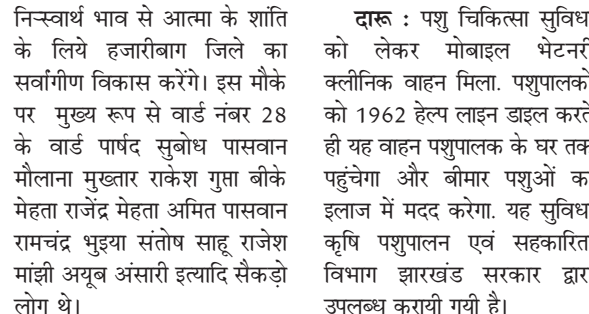 निःस्वार्थ भाव से आत्मा के शांति
के लिये हजारीबाग जिले का
सर्वांगीण विकास करेंगे। इस मौके
पर मुख्य रूप से वार्ड नंबर 28
के वार्ड पार्षद सुबोध पासवान
मौलाना मुख्तार राकेश गुप्ता बीके
मेहता राजेंद्र मेहता अमित पासवान
रामचंद्र भुइया संतोष साहू राजेश
मांझी अयूब अंसारी इत्यादि सैकड़ो
लोग थे।
दारू : पशु चिकित्सा सुविध
को लेकर मोबाइल भेटनरी
क्लीनिक वाहन मिला. पशुपालको
को 1962 हेल्प लाइन डाइल करते
ही यह वाहन पशुपालक के घर तक
पहुंचेगा और बीमार पशुओं क
इलाज में मदद करेगा. यह सुविध
कृषि पशुपालन एवं सहकारित
विभाग झारखंड सरकार द्वार
उपलब्ध करायी गयी है।